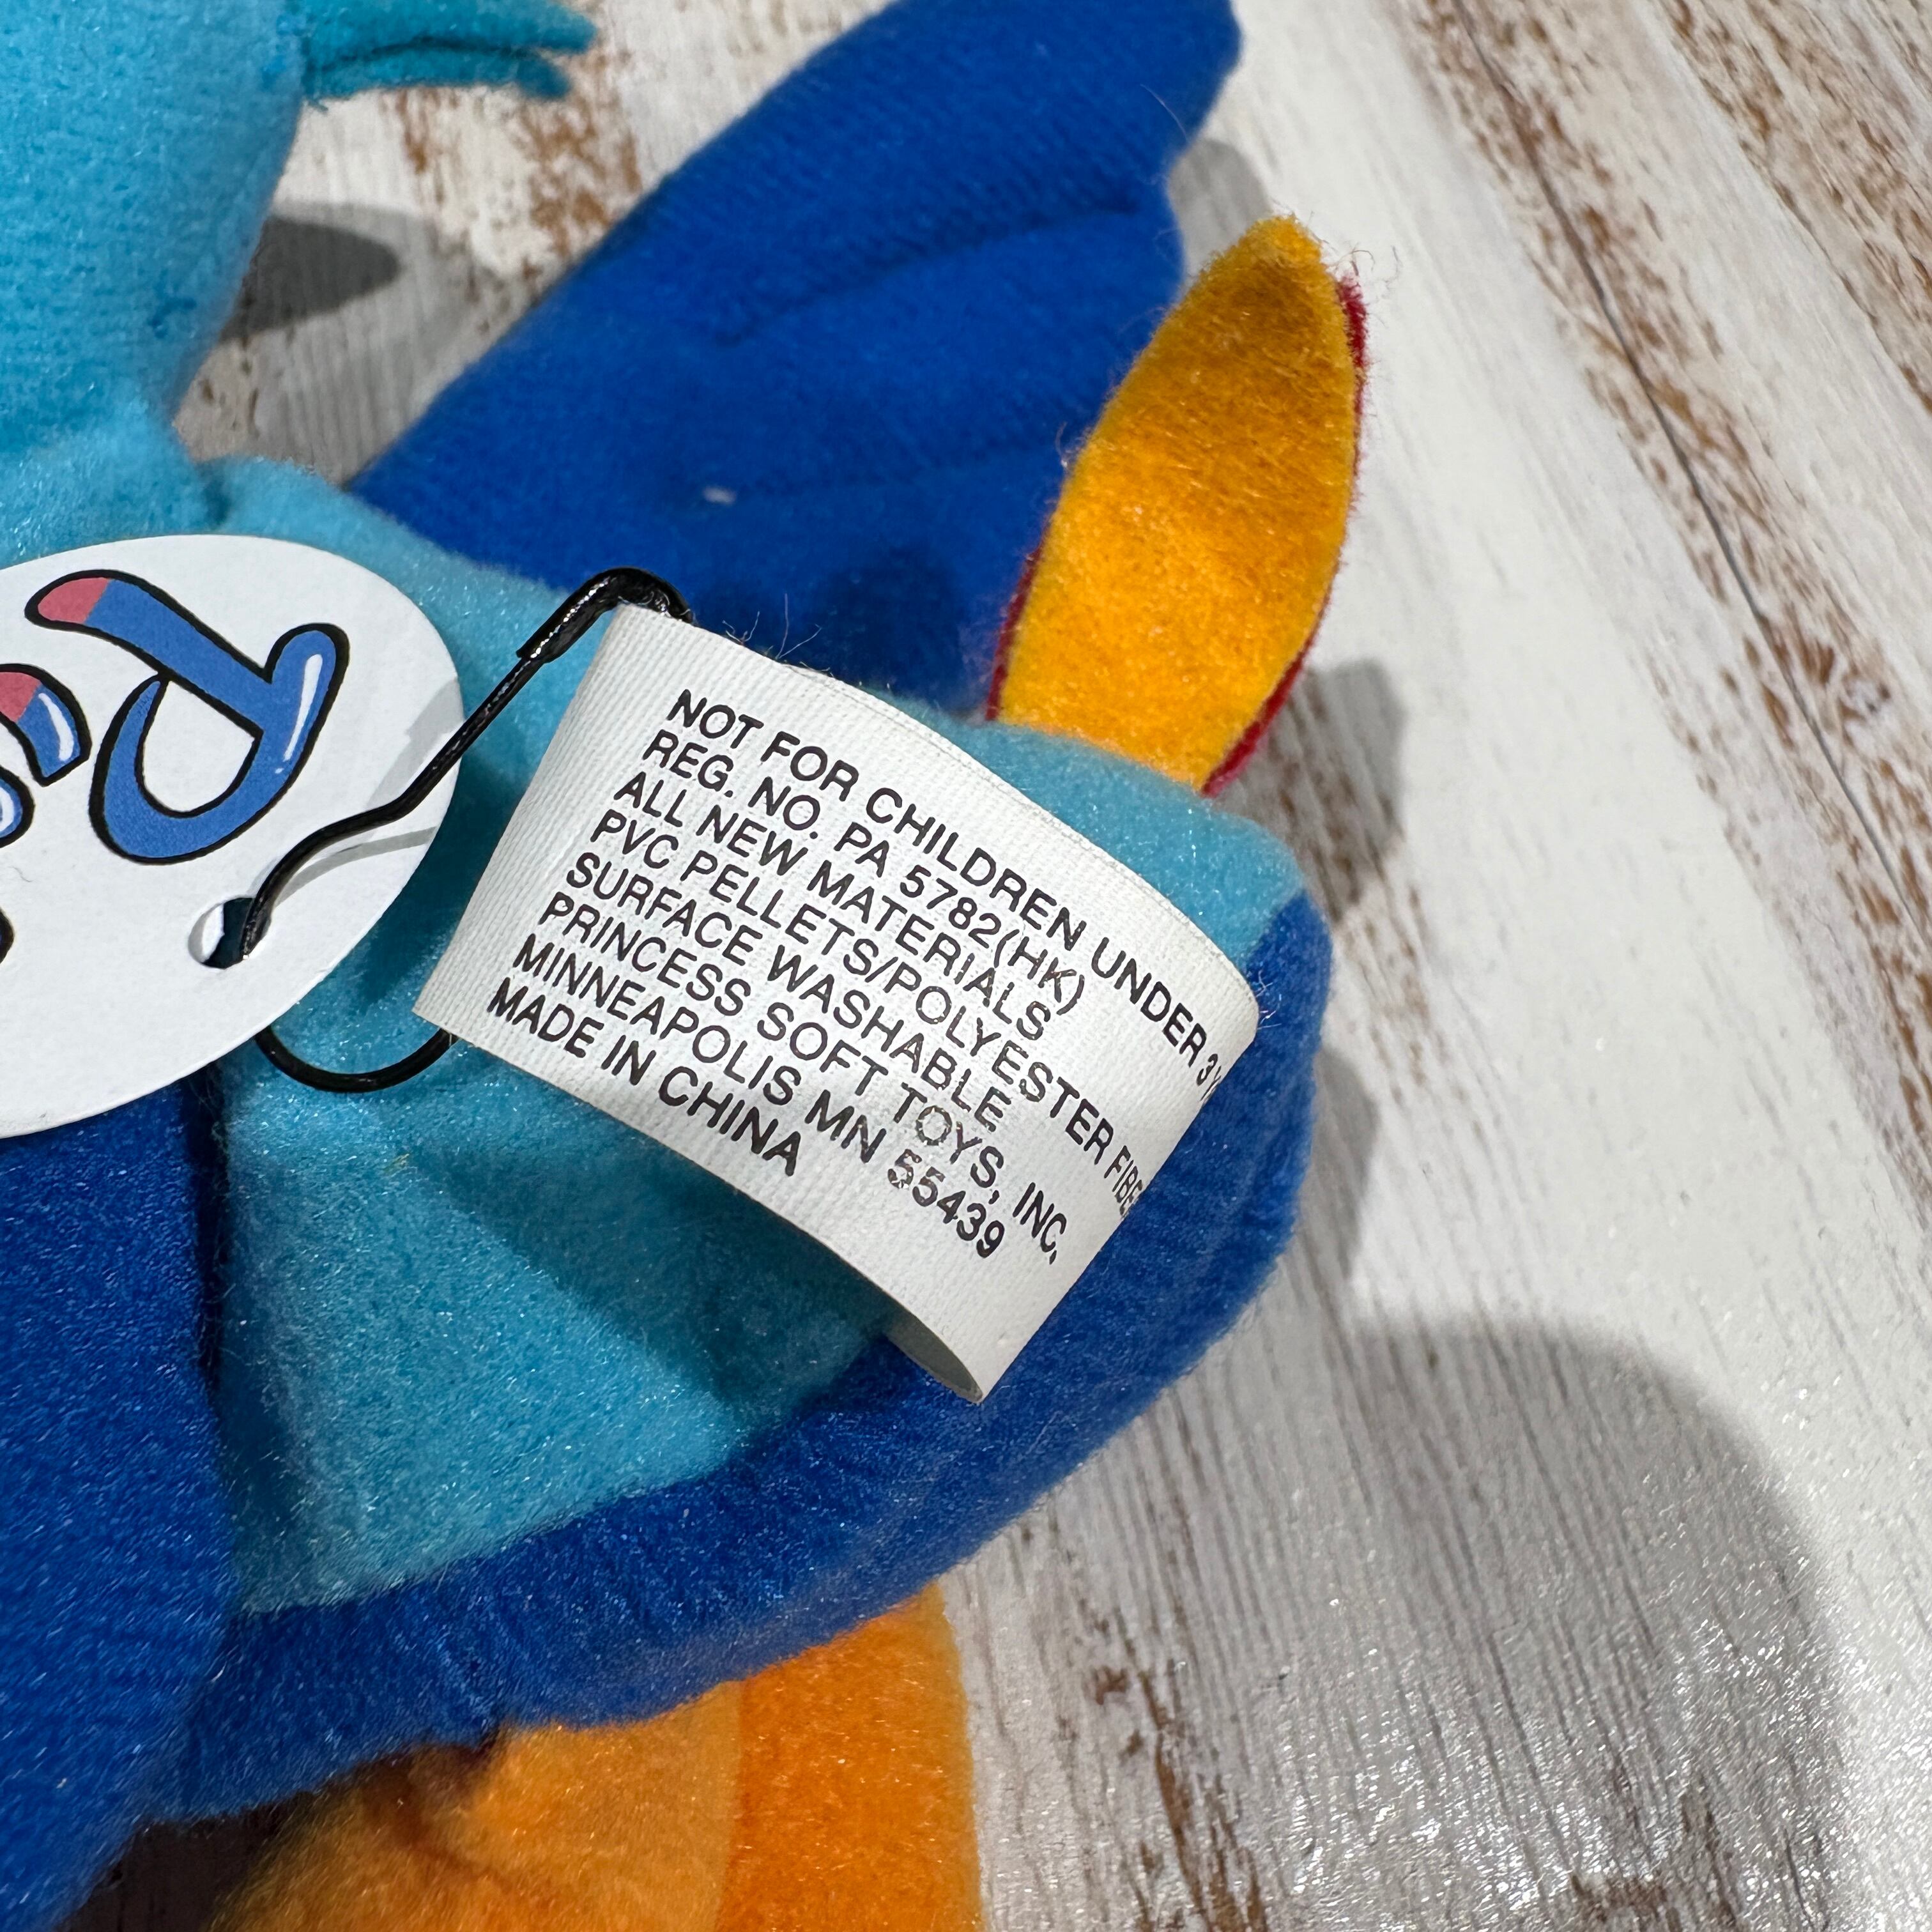 NOT FOR CHILDREN UNDER 3
REG. NO. PA 5782(HK)
ALL NEW MATERIALS
PVC PELLETS/POLYESTER
SURFACE WASHABLE
PRINCESS SOFT TOYS, INC.
MINNEAPOLIS MN 55439
MADE IN CHINA